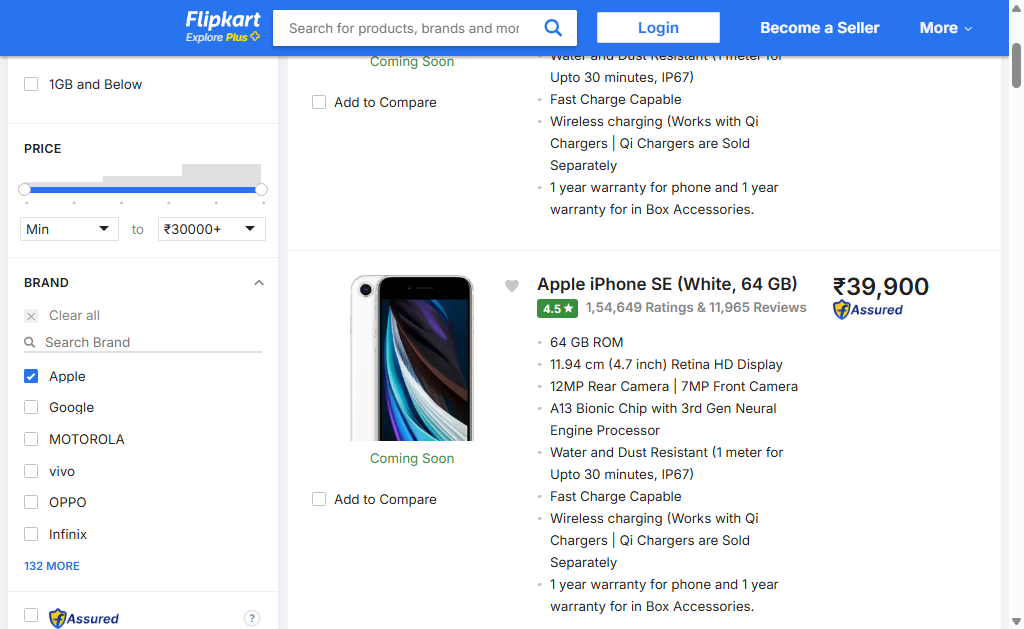 Flipkart
Explore Plus
Search for products, brands and mor
Login
Become a Seller
More
1GB and Below
PRICE
Min
to
₹30000+
BRAND
Clear all
Search Brand
Apple
Google
MOTOROLA
vivo
OPPO
Infinix
132 MORE
Assured
?
Coming Soon
Add to Compare
Water and Dust Resistant (1 meter for
Upto 30 minutes, IP67)
Fast Charge Capable
Wireless charging (Works with Qi
Chargers | Qi Chargers are Sold
Separately
1 year warranty for phone and 1 year
warranty for in Box Accessories.
Coming Soon
Add to Compare
Apple iPhone SE (White, 64 GB)
4.5★ 1,54,649 Ratings & 11,965 Reviews
64 GB ROM
11.94 cm (4.7 inch) Retina HD Display
12MP Rear Camera | 7MP Front Camera
A13 Bionic Chip with 3rd Gen Neural
Engine Processor
Water and Dust Resistant (1 meter for
Upto 30 minutes, IP67)
Fast Charge Capable
Wireless charging (Works with Qi
Chargers | Qi Chargers are Sold
Separately
1 year warranty for phone and 1 year
warranty for in Box Accessories.
₹39,900
Assured